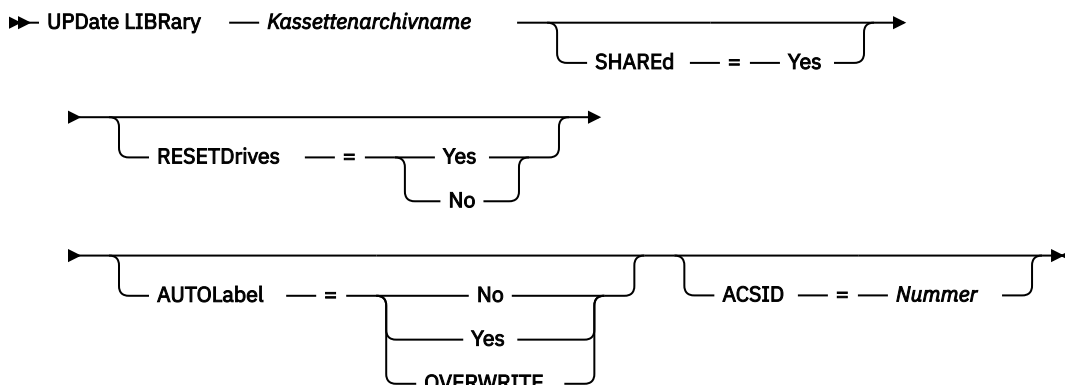 UPDate LIBRary Kassettenarchivname
SHAREd = Yes
RESETDrives = Yes
No
AUTOLabel = No
Yes
OVERWRITE
ACSID = Nummer